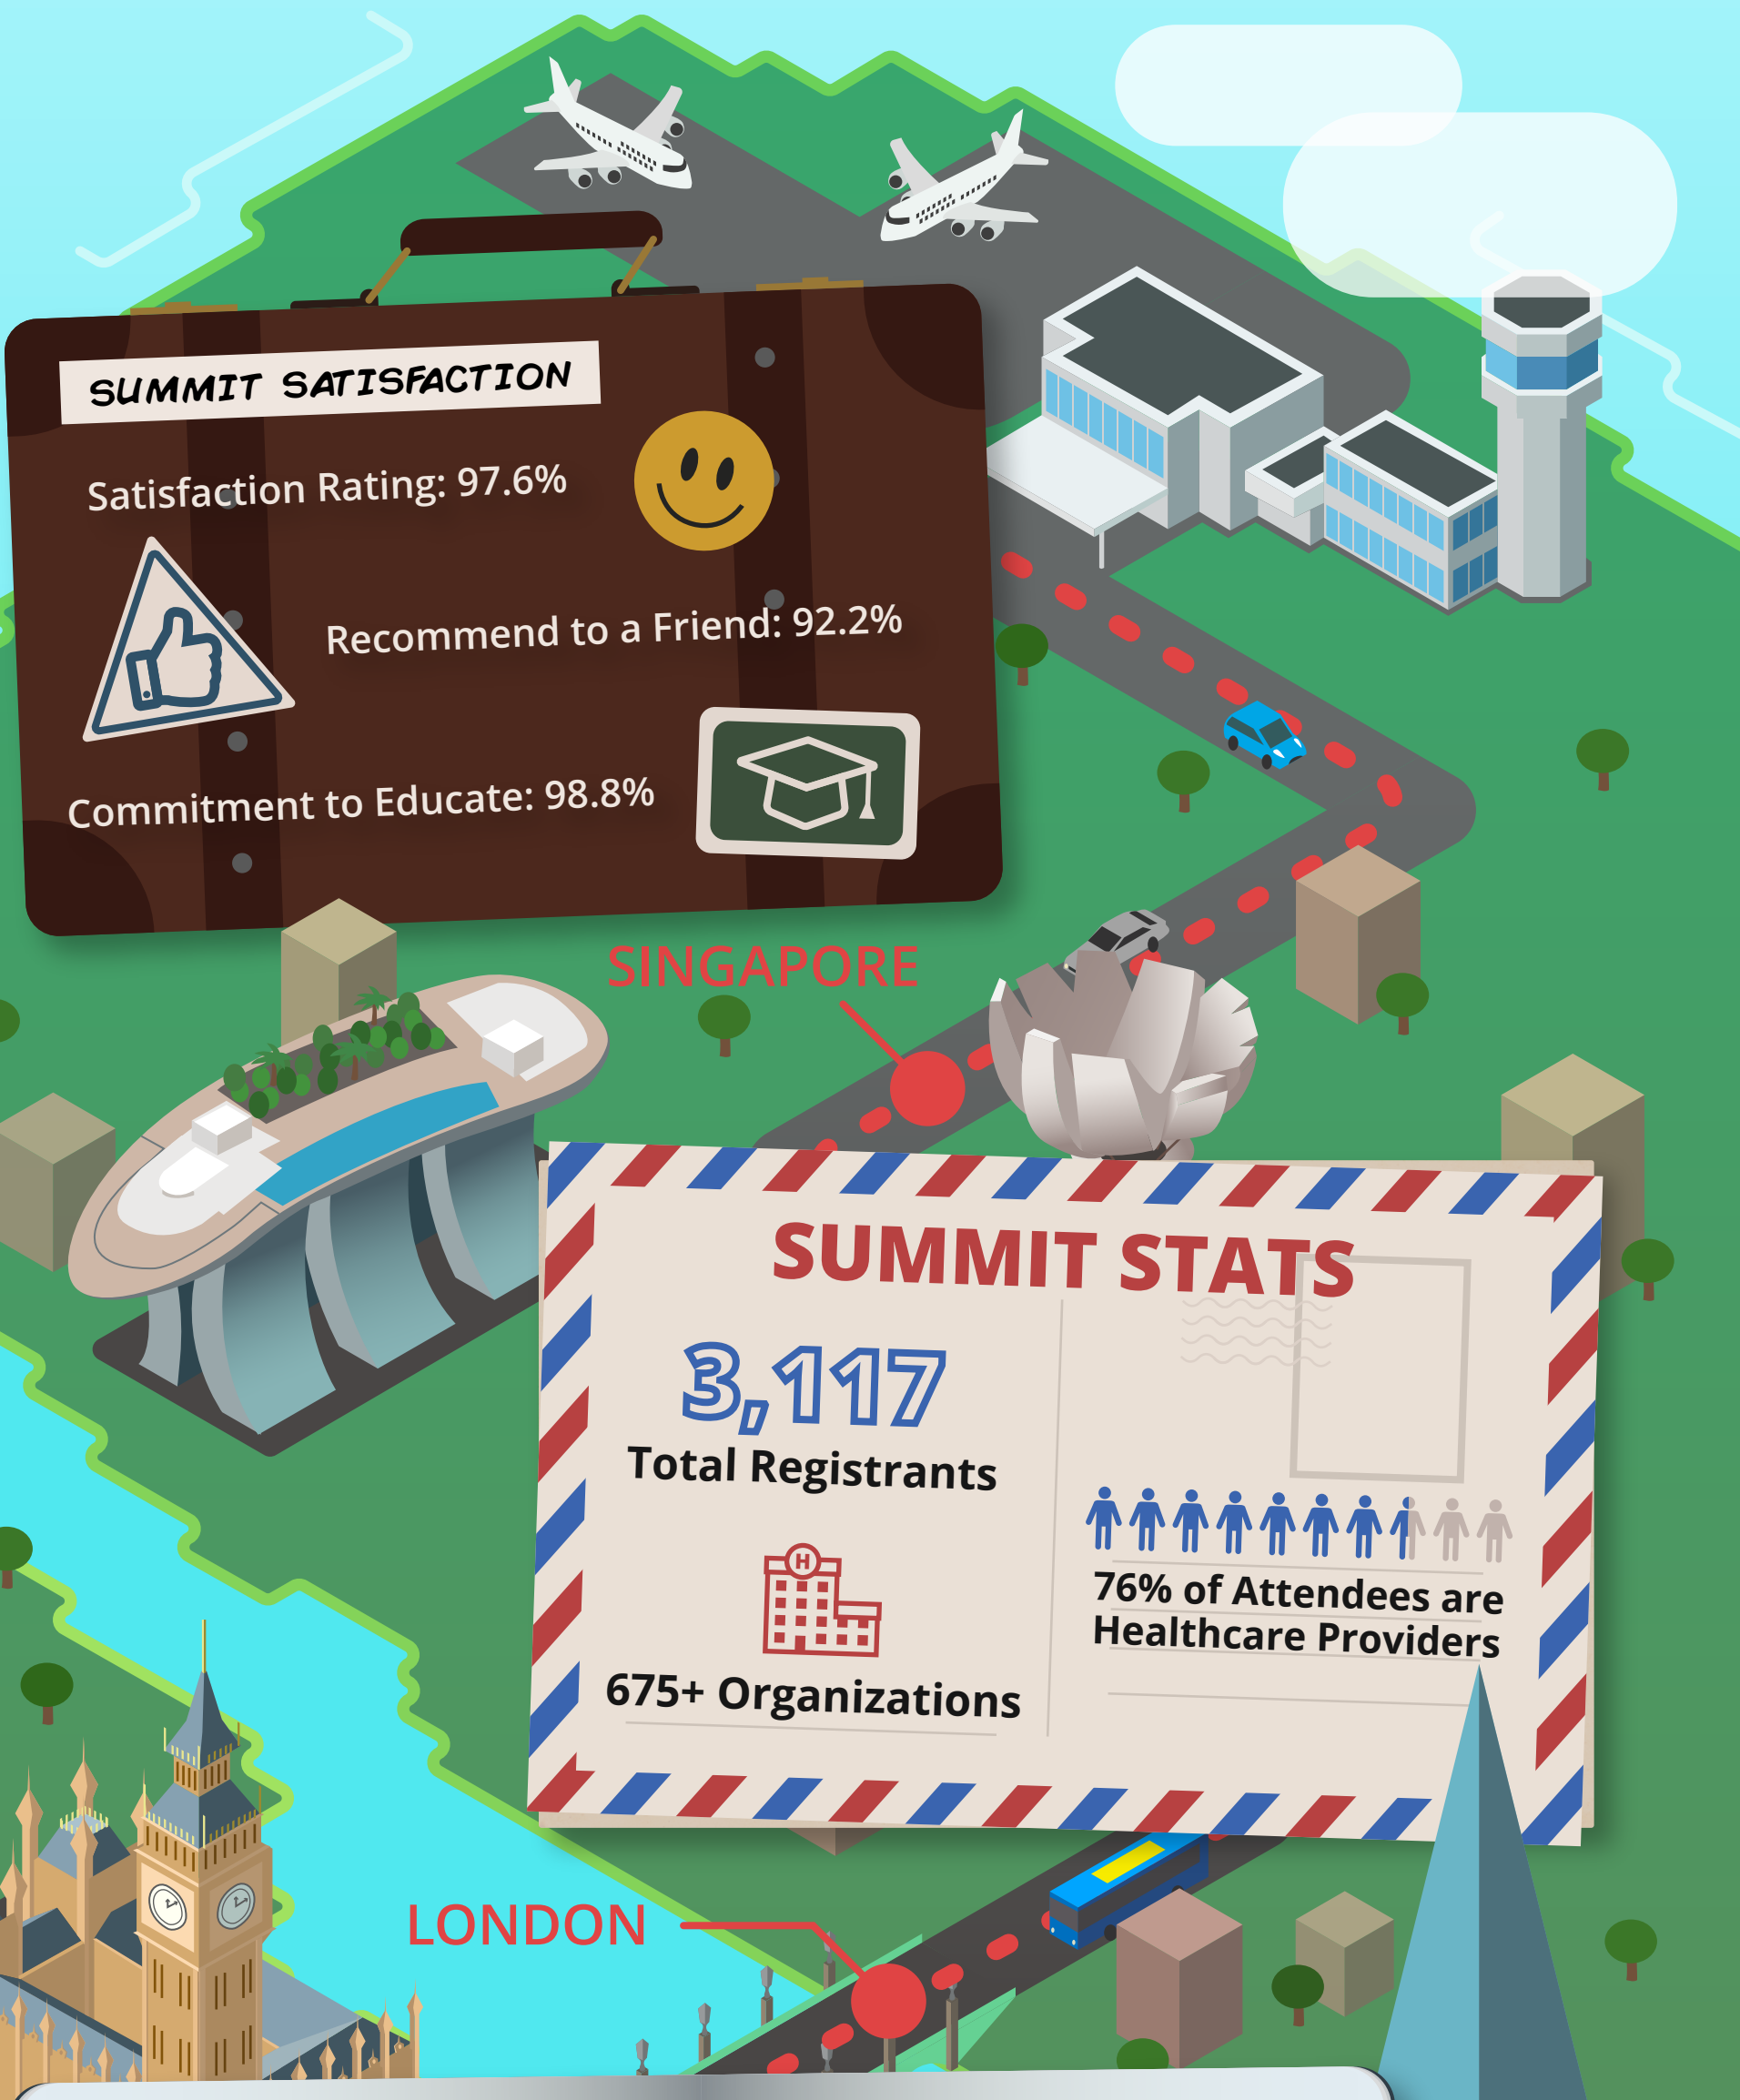 SUMMIT SATISFACTION
Satisfaction Rating: 97.6%
Recommend to a Friend: 92.2%
Commitment to Educate: 98.8%
SINGAPORE
SUMMIT STATS
3,117
Total Registrants
H
675+ Organizations
76% of Attendees are
Healthcare Providers
LONDON